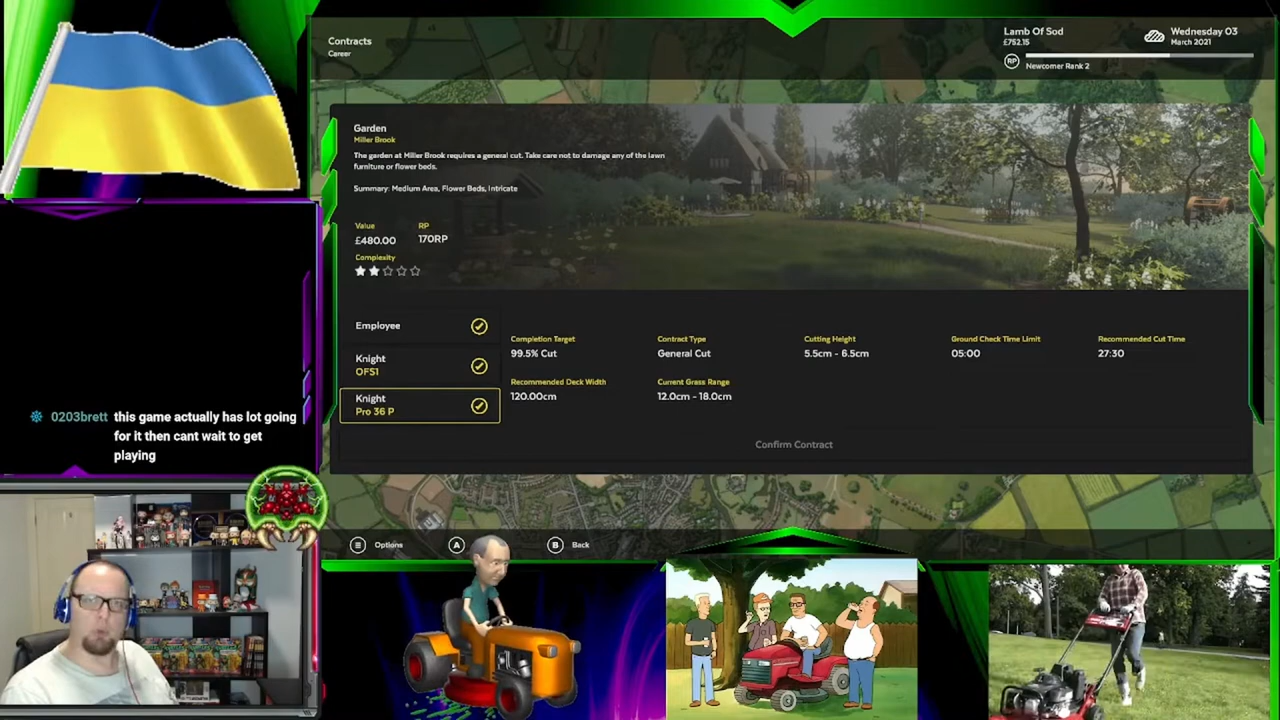 Contracts
Career
Lamb Of Sod
£752.15
Wednesday 03
March 2021
RP
Newcomer Rank 2
Garden
Miller Brook
The garden at Miller Brook requires a general cut. Take care not to damage any of the lawn
furniture or flower beds.
Summary: Medium Area, Flower Beds, Intricate
Value
RP
£480.00
170RP
Complexity
Employee
Knight
OFS1
Knight
Pro 36 P
Completion Target
99.5% Cut
Contract Type
General Cut
Cutting Height
5.5cm - 6.5cm
Ground Check Time Limit
05:00
Recommended Cut Time
27:30
Recommended Deck Width
120.00cm
Current Grass Range
12.0cm - 18.0cm
Confirm Contract
0203brett this game actually has lot going
for it then cant wait to get
playing
Options
A
B Back